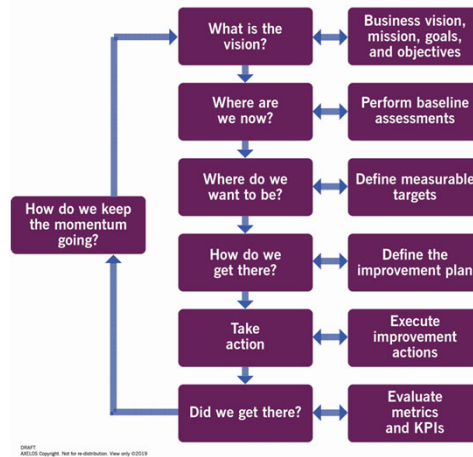 What is the
vision?
Business vision,
mission, goals,
and objectives
Where are
we now?
Perform baseline
assessments
Where do we
want to be?
Define measurable
targets
How do we keep
the momentum
going?
How do we
get there?
Define the
improvement plan
Take
action
Execute
improvement
actions
Did we get there?
Evaluate
metrics
and KPIs
DRAFT
AXELOS Copyright. Not for re-distribution. View only ©2019